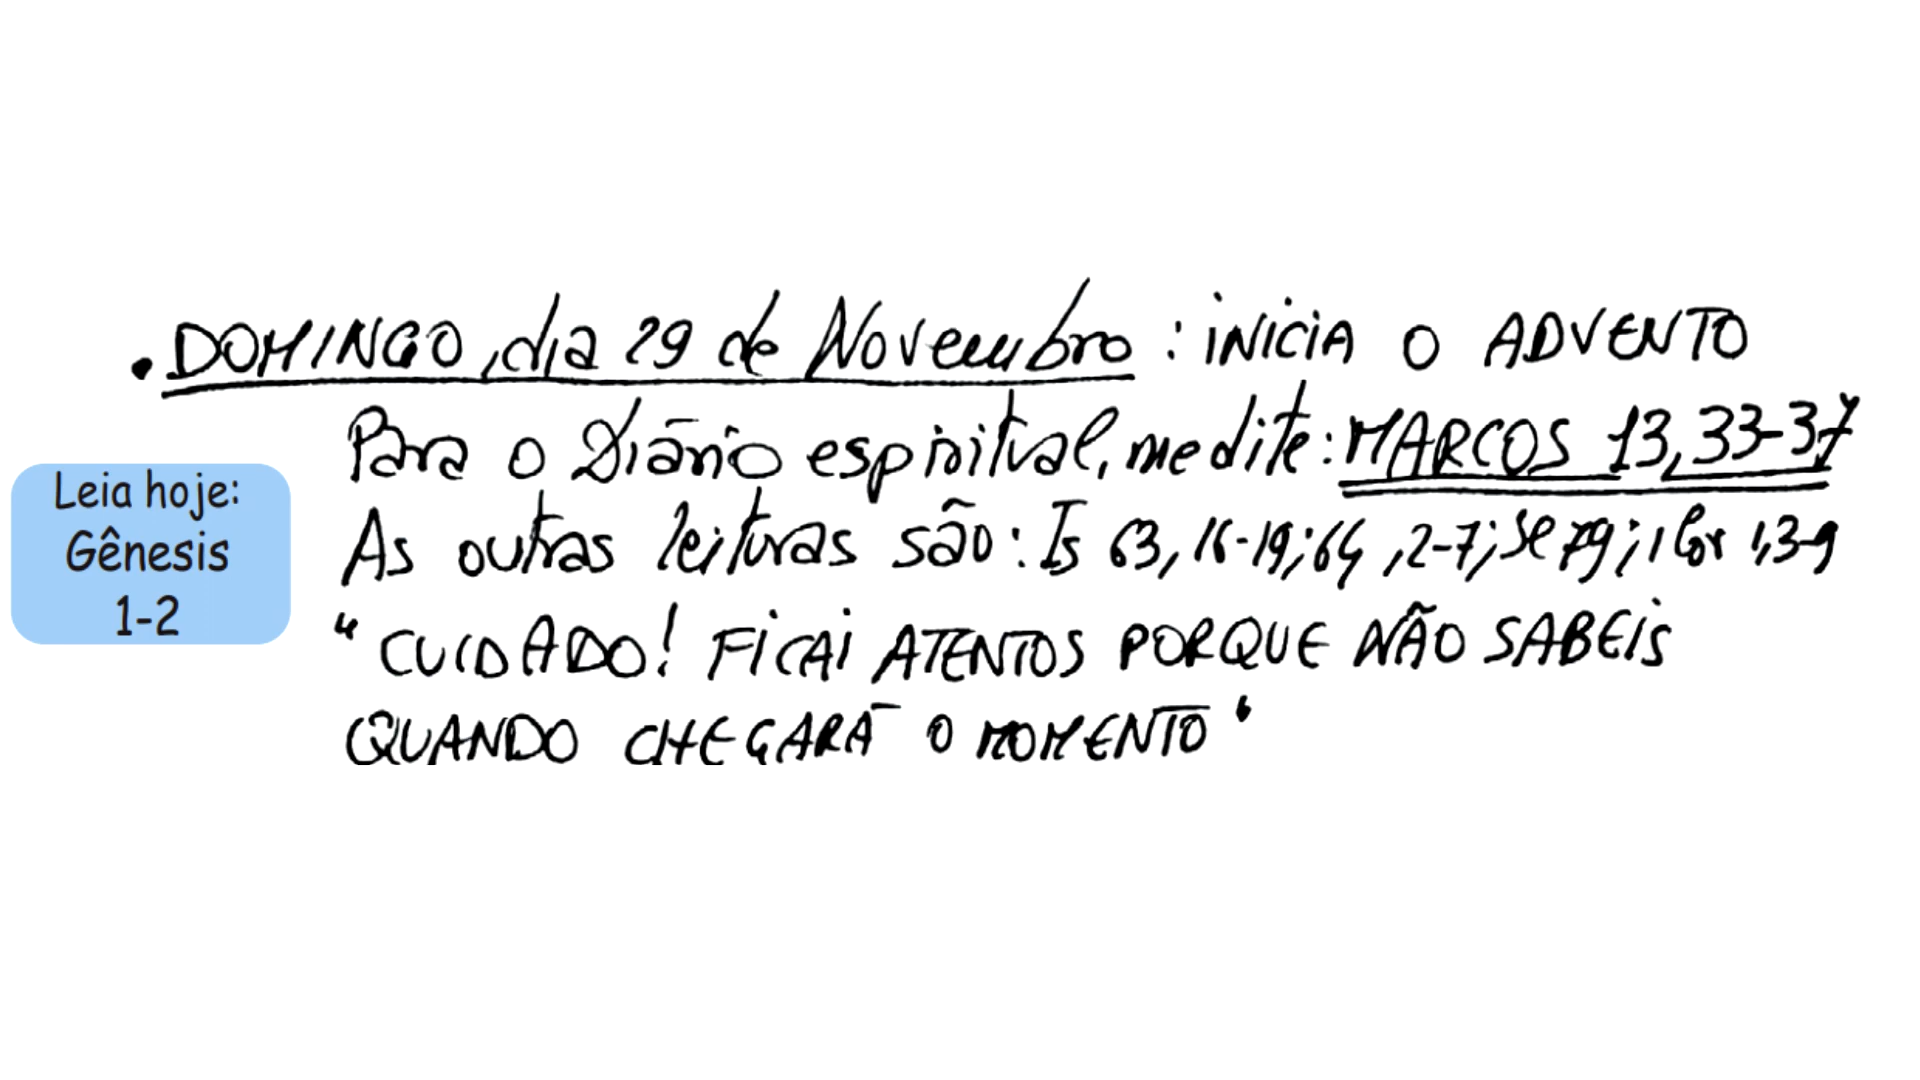 . DOMINGO, dia 29 de Novembro : INICIA O ADVENTO
Para o Diário espiritual, medite: MARCOS 13,33-37
Leia hoje:
Gênesis
1-2
As outras leituras são: Is 63, 16-19; 64, 2-7; Sl 79; 1 Cor 1,3-9
"CUIDADO! FICAI ATENTOS PORQUE NÃO SABEIS
QUANDO CHEGARÁ O MOMENTO"